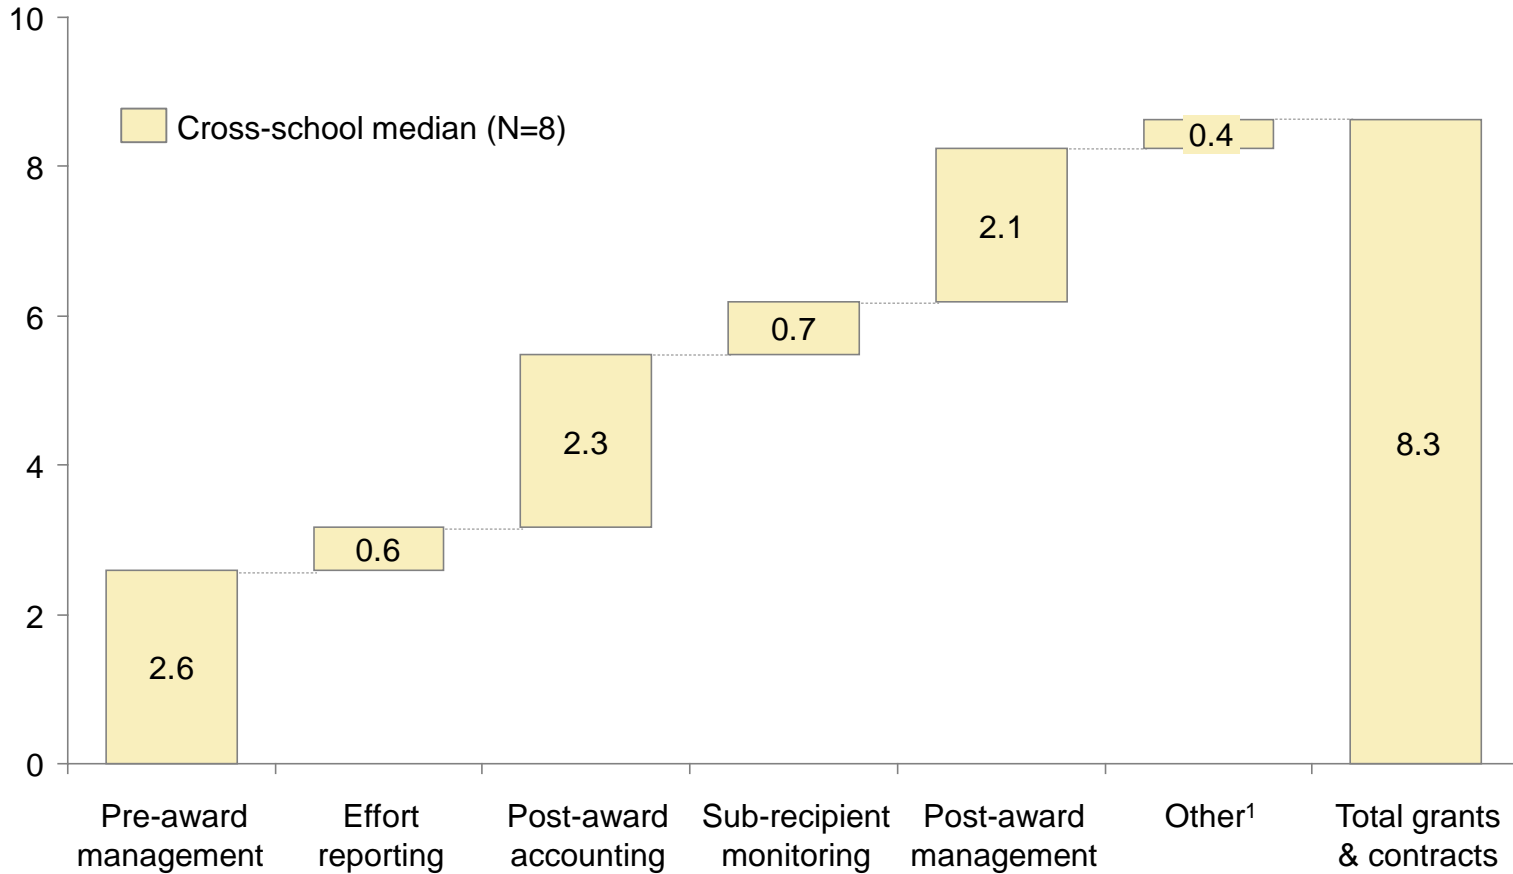 10
8
6
4
2
0
Cross-school median (N=8)
2.6
0.6
2.3
0.7
2.1
0.4
8.3
Pre-award
management
Effort
reporting
Post-award
accounting
Sub-recipient
monitoring
Post-award
management
Other¹
Total grants
& contracts